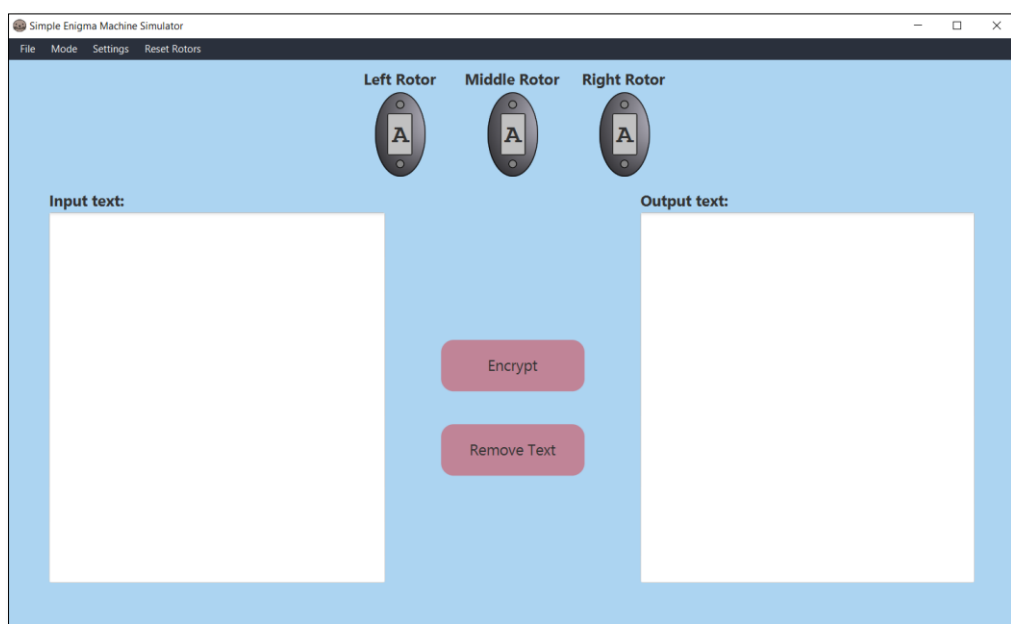 Simple Enigma Machine Simulator
File Mode Settings Reset Rotors
Left Rotor Middle Rotor Right Rotor
A A A
Input text: Output text:
Encrypt
Remove Text